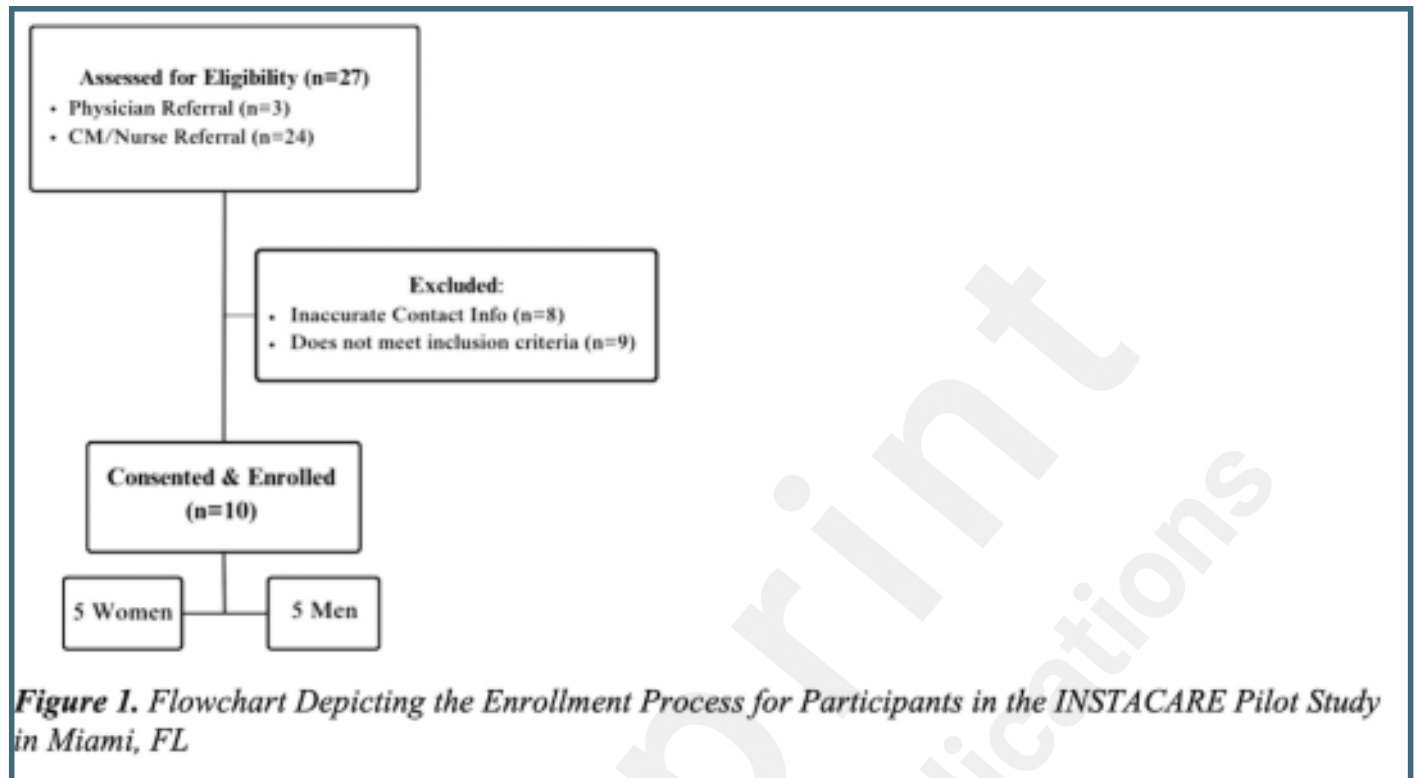 Assessed for Eligibility (n=27)
• Physician Referral (n=3)
• CM/Nurse Referral (n=24)
Excluded:
• Inaccurate Contact Info (n=8)
• Does not meet inclusion criteria (n=9)
Consented & Enrolled
(n=10)
5 Women
5 Men
Figure 1. Flowchart Depicting the Enrollment Process for Participants in the INSTACARE Pilot Study
in Miami, FL
print
ications